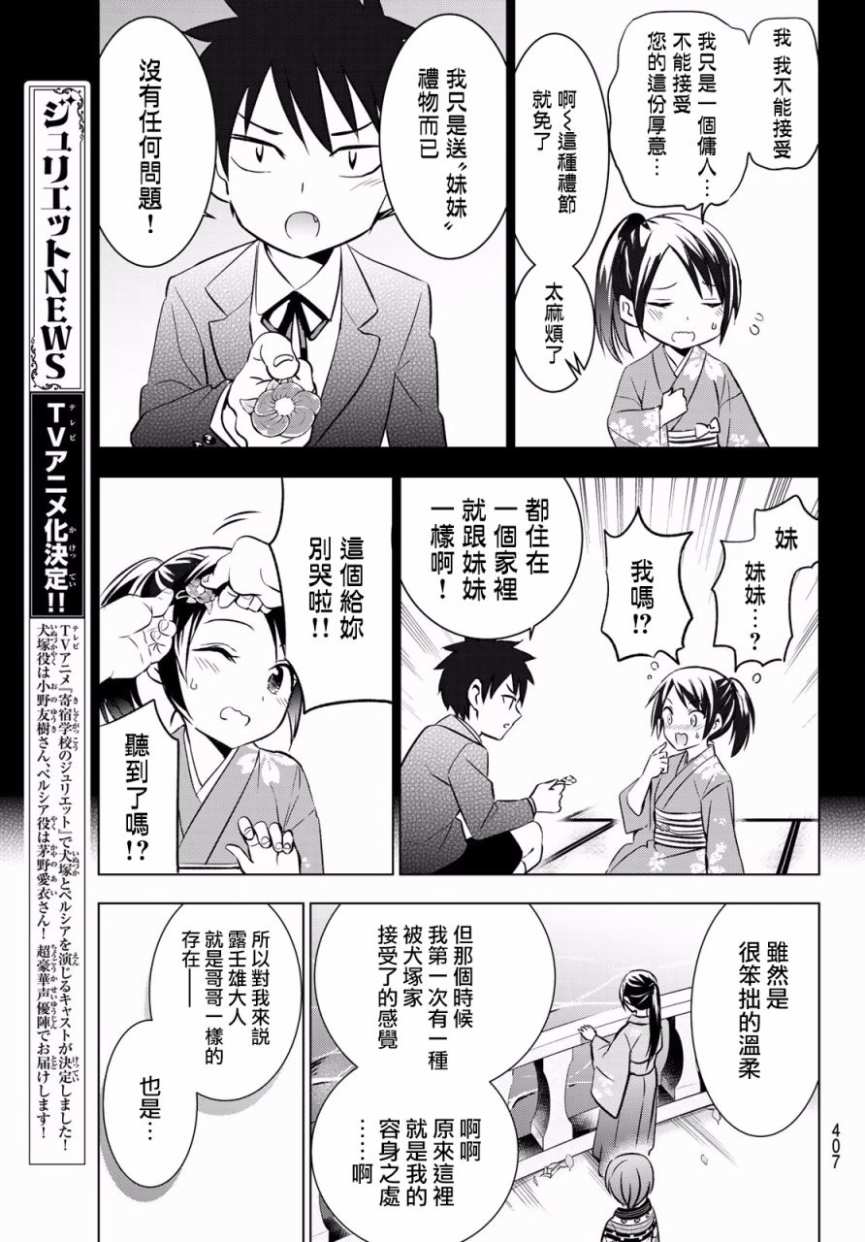 我 我不能接受
我只是一個傭人…
不能接受
您的這份厚意…
啊～這種禮節
就免了
太麻煩了
我只是送〝妹妹〞
禮物而已
沒有任何問題！
妹
妹妹…？
我嗎!?
都住在
一個家裡
就跟妹妹
一樣啊！
這個給妳
別哭啦!!
聽到了嗎!?
雖然是
很笨拙的溫柔
但那個時候
我第一次有一種
被犬塚家
接受了的感覺
啊啊
原來這裡
就是我的
容身之處
……啊
所以對我來說
露壬雄大人
就是哥哥一樣的
存在──
也是…
ジュリエットNEWS
TVアニメ化決定!!
TVアニメ『寄宿学校のジュリエット』で犬塚とペルシアを演じるキャストが決定しました！
犬塚役は小野友樹さん、ペルシア役は茅野愛衣さん！ 超豪華声優陣でお届けします！
407